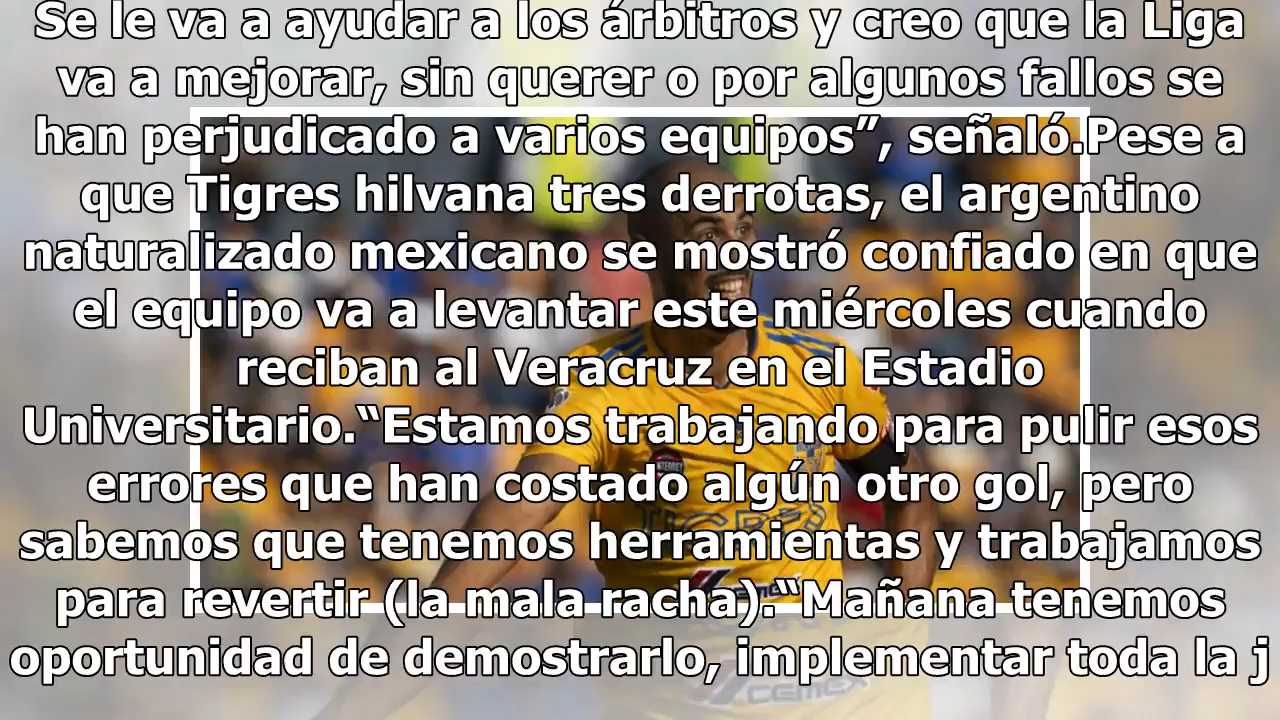 Se le va a ayudar a los árbitros y creo que la Liga
va a mejorar, sin querer o por algunos fallos se
han perjudicado a varios equipos”, señaló.Pese a
que Tigres hilvana tres derrotas, el argentino
naturalizado mexicano se mostró confiado en que
el equipo va a levantar este miércoles cuando
reciban al Veracruz en el Estadio
Universitario.“Estamos trabajando para pulir esos
errores que han costado algún otro gol, pero
sabemos que tenemos herramientas y trabajamos
para revertir (la mala racha).“Mañana tenemos
oportunidad de demostrarlo, implementar toda la j
TIGRES
CEMEX